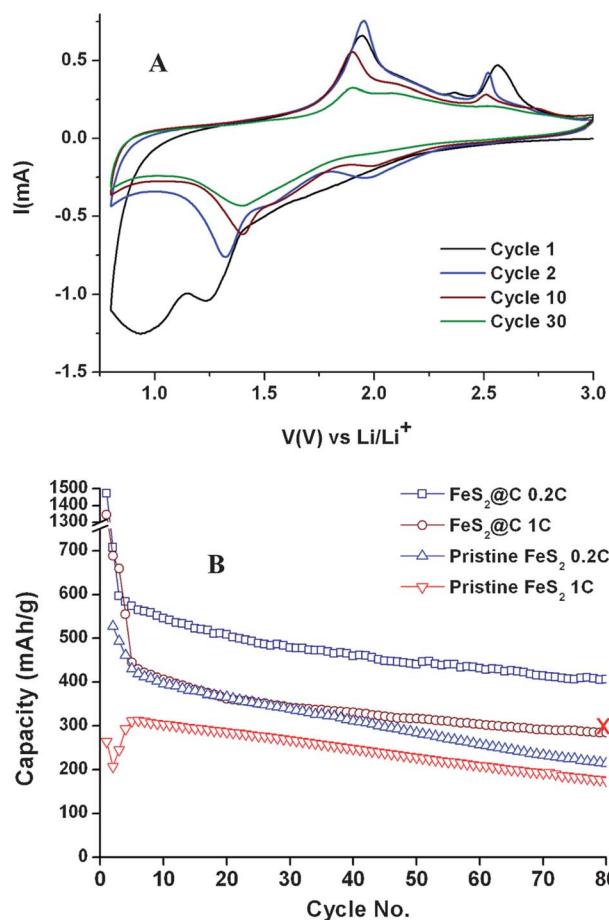 A
I(mA)
0.5
0.0
-0.5
-1.0
-1.5
Cycle 1
Cycle 2
Cycle 10
Cycle 30
1.0 1.5 2.0 2.5 3.0
V(V) vs Li/Li⁺
B
Capacity (mAh/g)
1500
1400
1300
700
600
500
400
300
200
100
0
FeS₂@C 0.2C
FeS₂@C 1C
Pristine FeS₂ 0.2C
Pristine FeS₂ 1C
X
0 10 20 30 40 50 60 70 80
Cycle No.